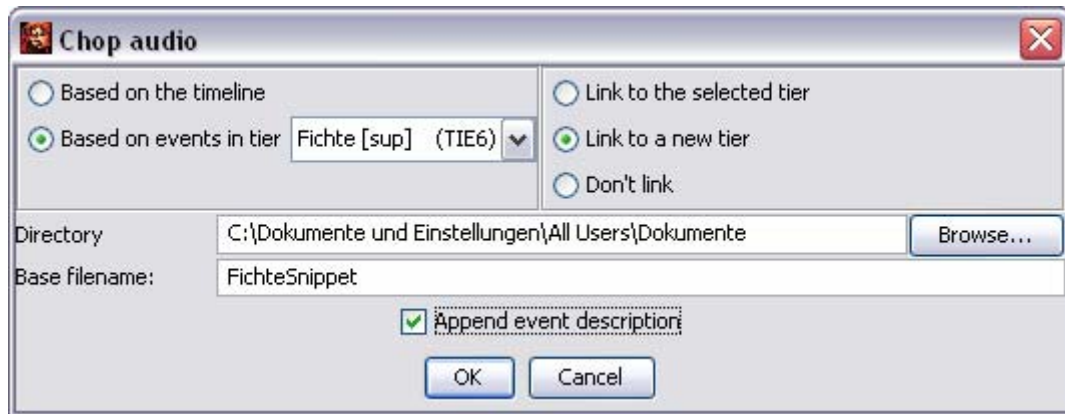 Chop audio
Based on the timeline
Based on events in tier Fichte [sup] (TIE6)
Link to the selected tier
Link to a new tier
Don't link
Directory C:\Dokumente und Einstellungen\All Users\Dokumente Browse...
Base filename: FichteSnippet
Append event description
OK Cancel